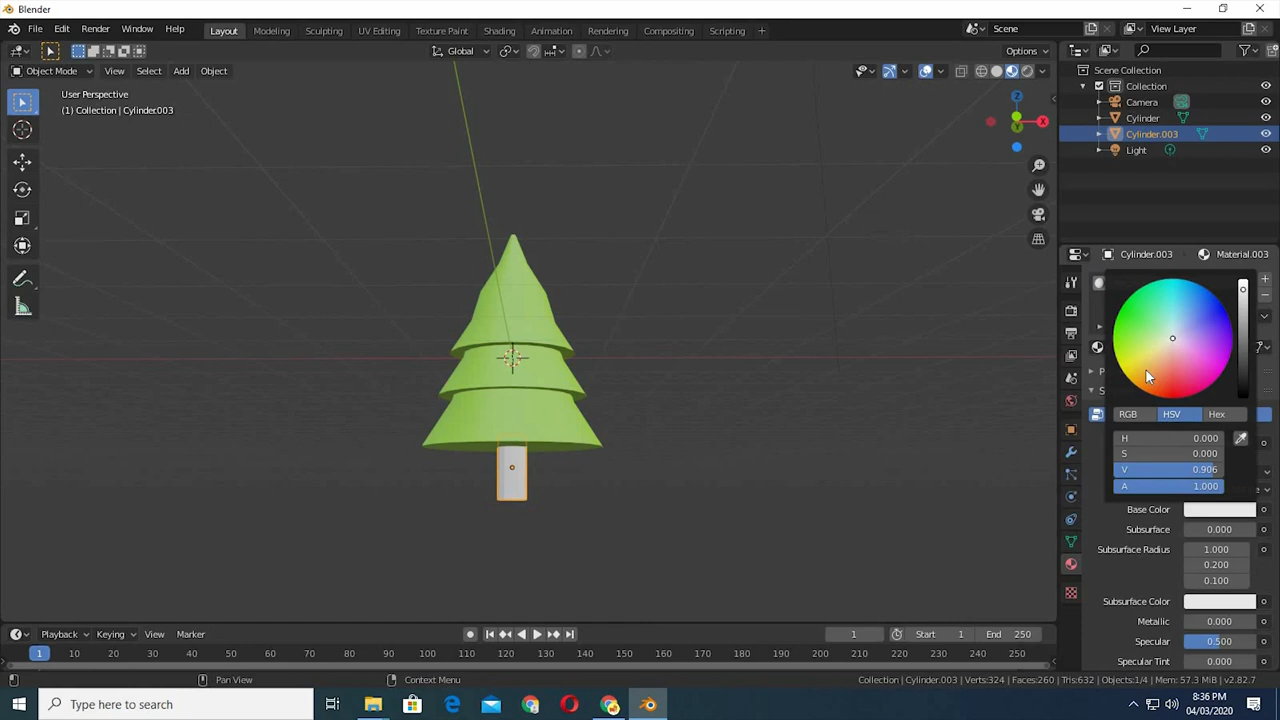 Blender
File Edit Render Window Help Layout Modeling Sculpting UV Editing Texture Paint Shading Animation Rendering Compositing Scripting + Scene View Layer
Global Options
Object Mode View Select Add Object
User Perspective
(1) Collection | Cylinder.003
Z
X
Y
Scene Collection
Collection
Camera
Cylinder
Cylinder.003
Light
Cylinder.003 Material.003
RGB HSV Hex
H 0.000
S 0.000
V 0.906
A 1.000
Base Color
Subsurface 0.000
Subsurface Radius 1.000
0.200
0.100
Subsurface Color
Metallic 0.000
Specular 0.500
Specular Tint 0.000
Playback Keying View Marker 1 Start 1 End 250
1 10 20 30 40 50 60 70 80 90 100 110 120 130 140 150 160 170 180 190 200 210 220 230 240 250
Pan View Context Menu Collection | Cylinder.003 | Verts:324 | Faces:260 | Tris:632 | Objects:1/4 | Mem: 57.3 MiB | v2.82.7
Type here to search
8:36 PM
04/03/2020